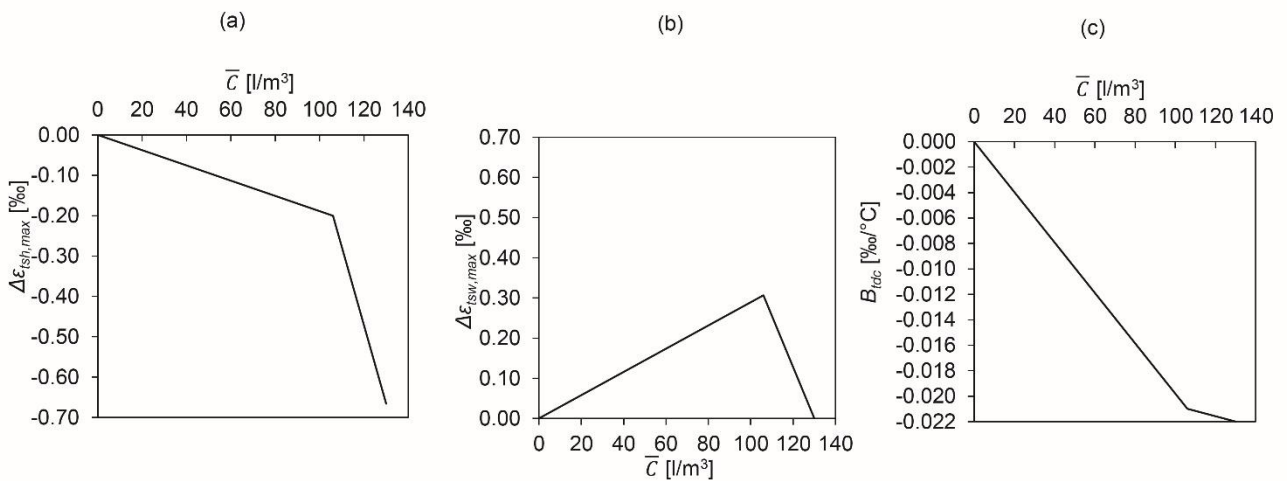 (a)
C̅ [l/m³]
0 20 40 60 80 100 120 140
0.00
-0.10
-0.20
-0.30
-0.40
-0.50
-0.60
-0.70
Δε_tsh,max [‰]
(b)
0.70
0.60
0.50
0.40
0.30
0.20
0.10
0.00
Δε_tsw,max [‰]
0 20 40 60 80 100 120 140
C̅ [l/m³]
(c)
C̅ [l/m³]
0 20 40 60 80 100 120 140
0.000
-0.002
-0.004
-0.006
-0.008
-0.010
-0.012
-0.014
-0.016
-0.018
-0.020
-0.022
B_tdc [‰/°C]